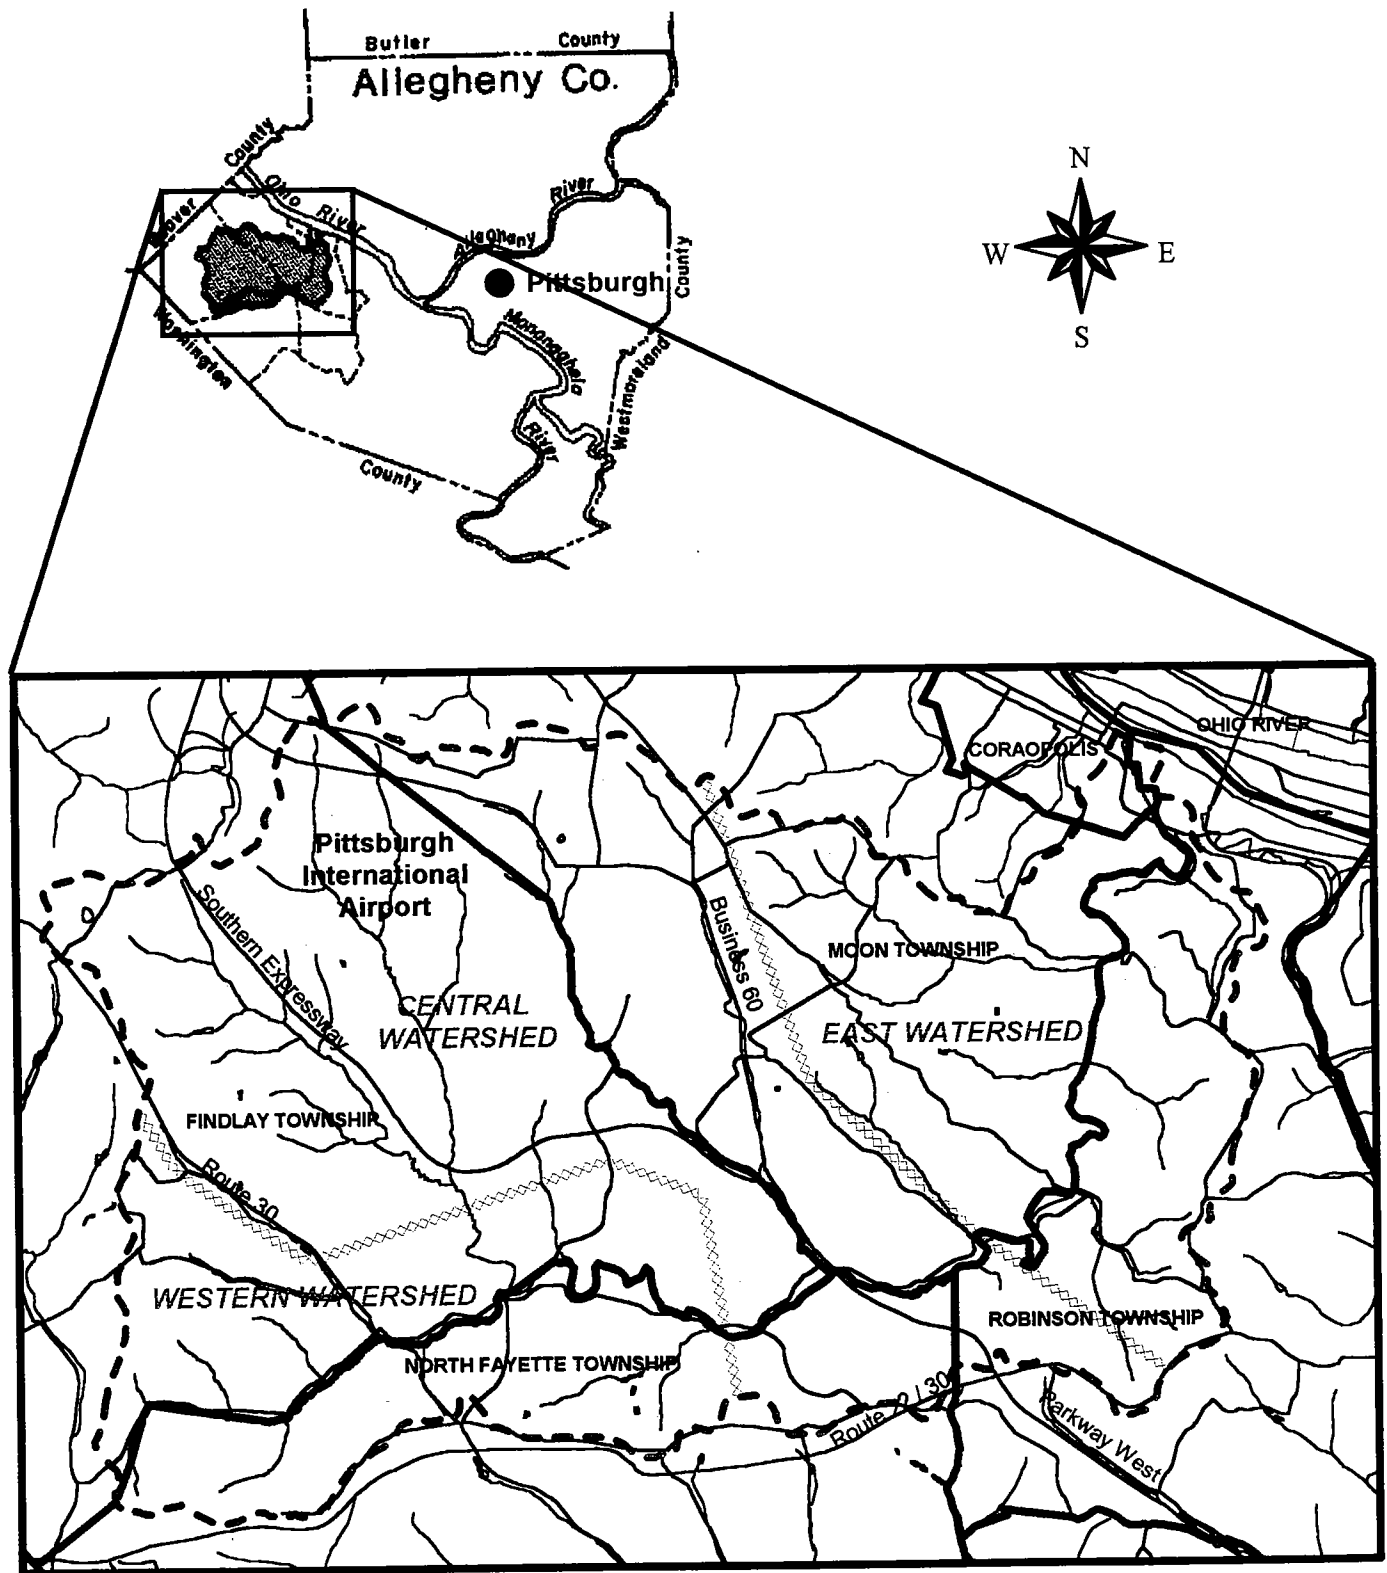 Butler County
Allegheny Co.
County
Ohio River
River
Beaver
Alleghany
County
Pittsburgh
Washington
Monongahela
Westmoreland
River
County
N
W E
S
OHIO RIVER
CORAOPOLIS
Pittsburgh
International
Airport
Southern Expressway
Business 60
MOON TOWNSHIP
CENTRAL
WATERSHED
EAST WATERSHED
FINDLAY TOWNSHIP
Route 30
WESTERN WATERSHED
ROBINSON TOWNSHIP
NORTH FAYETTE TOWNSHIP
Route 22 / 30
Parkway West